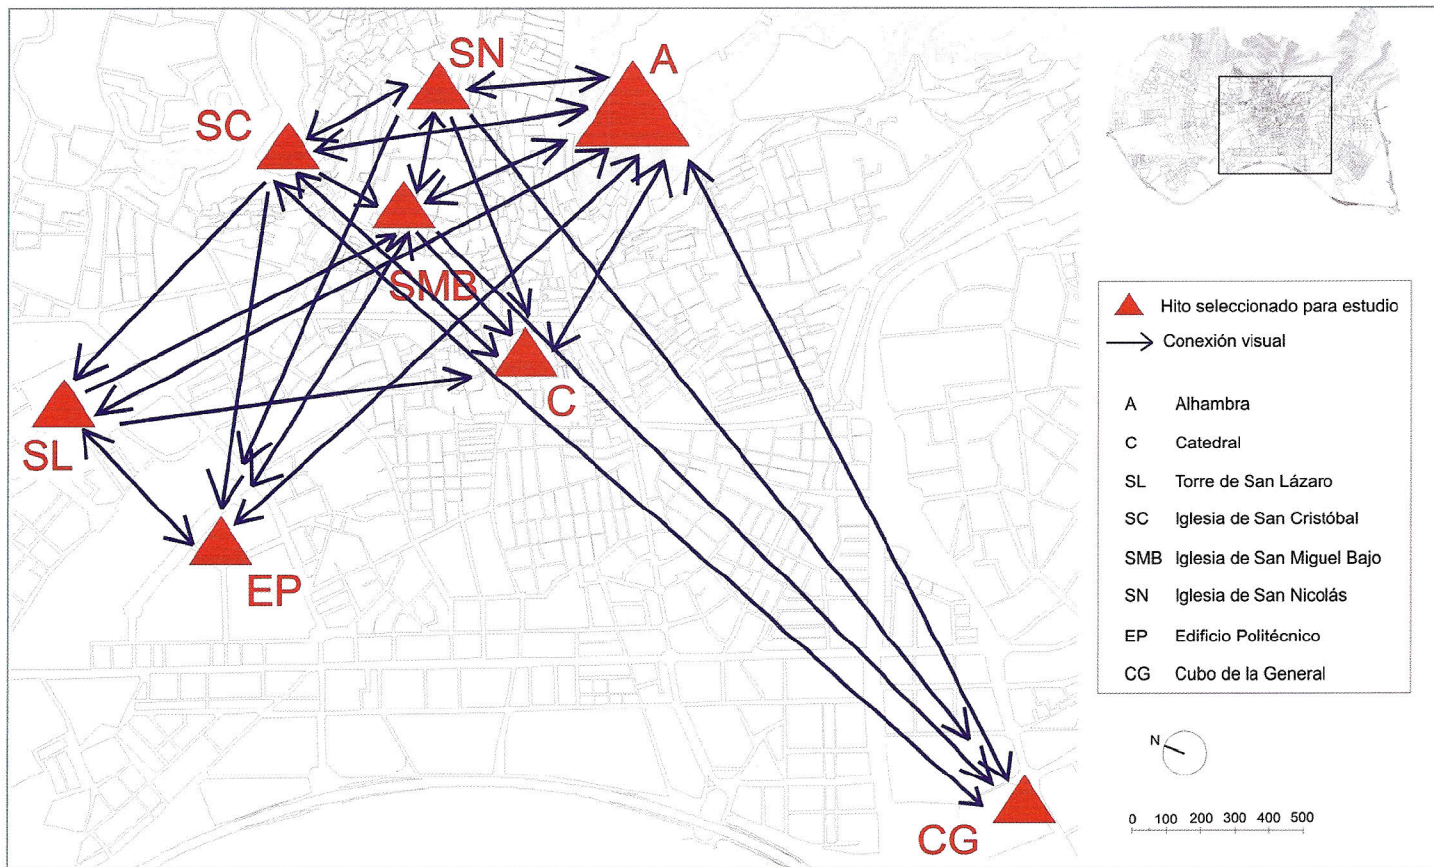 SN
A
SC
SMB
C
SL
EP
CG
Hito seleccionado para estudio
Conexión visual
A Alhambra
C Catedral
SL Torre de San Lázaro
SC Iglesia de San Cristóbal
SMB Iglesia de San Miguel Bajo
SN Iglesia de San Nicolás
EP Edificio Politécnico
CG Cubo de la General
N
0 100 200 300 400 500